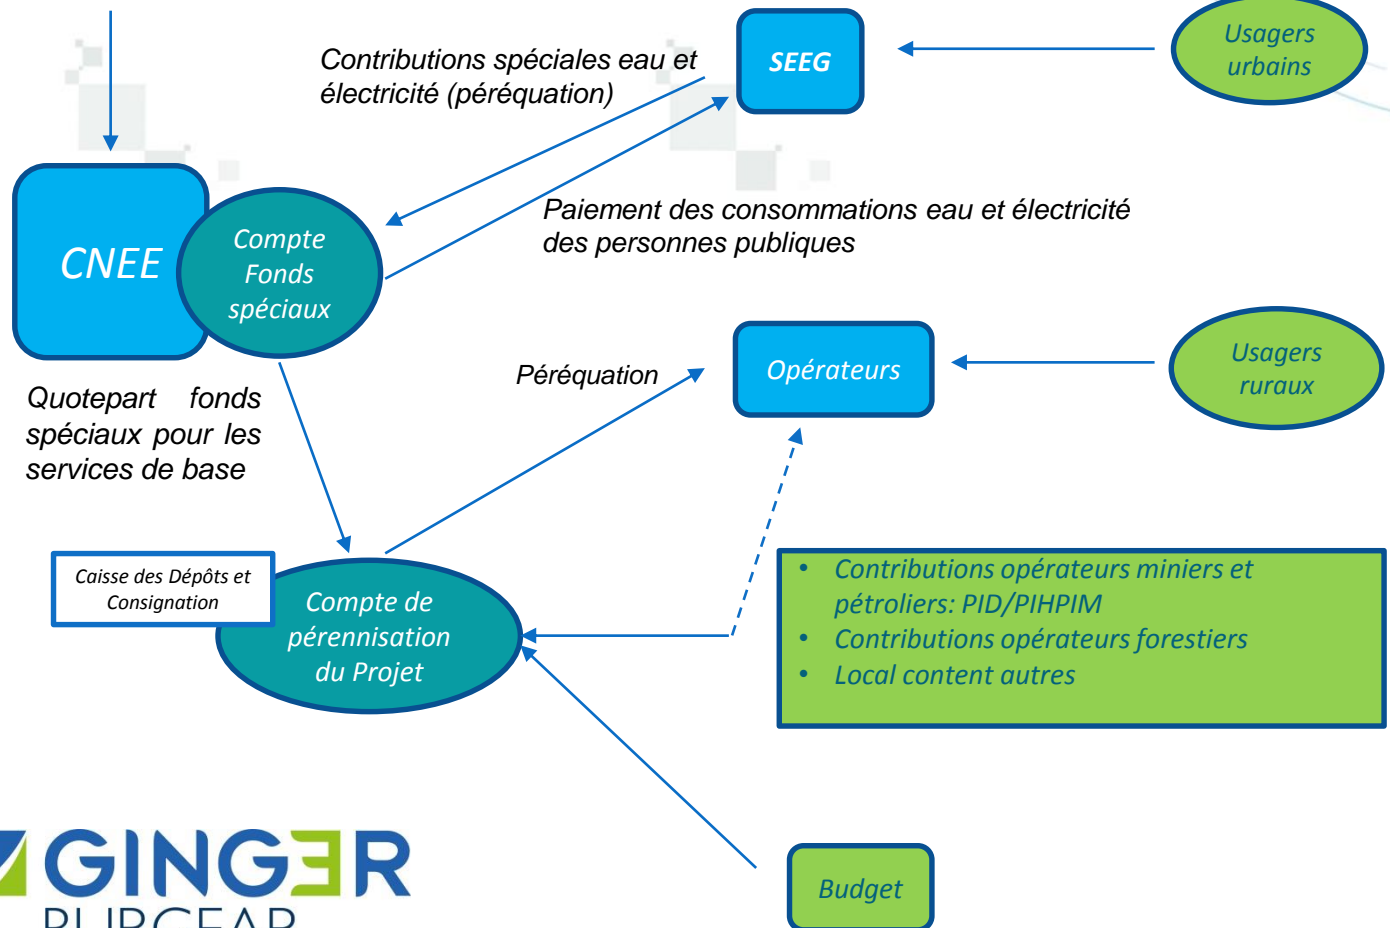 Usagers
urbains
SEEG
Contributions spéciales eau et
électricité (péréquation)
Paiement des consommations eau et électricité
des personnes publiques
CNEE
Compte
Fonds
spéciaux
Usagers
ruraux
Opérateurs
Péréquation
Quotepart fonds
spéciaux pour les
services de base
Caisse des Dépôts et
Consignation
Compte de
pérennisation
du Projet
• Contributions opérateurs miniers et
pétroliers: PID/PIHPIM
• Contributions opérateurs forestiers
• Local content autres
Budget
GINGER
BURGEAP